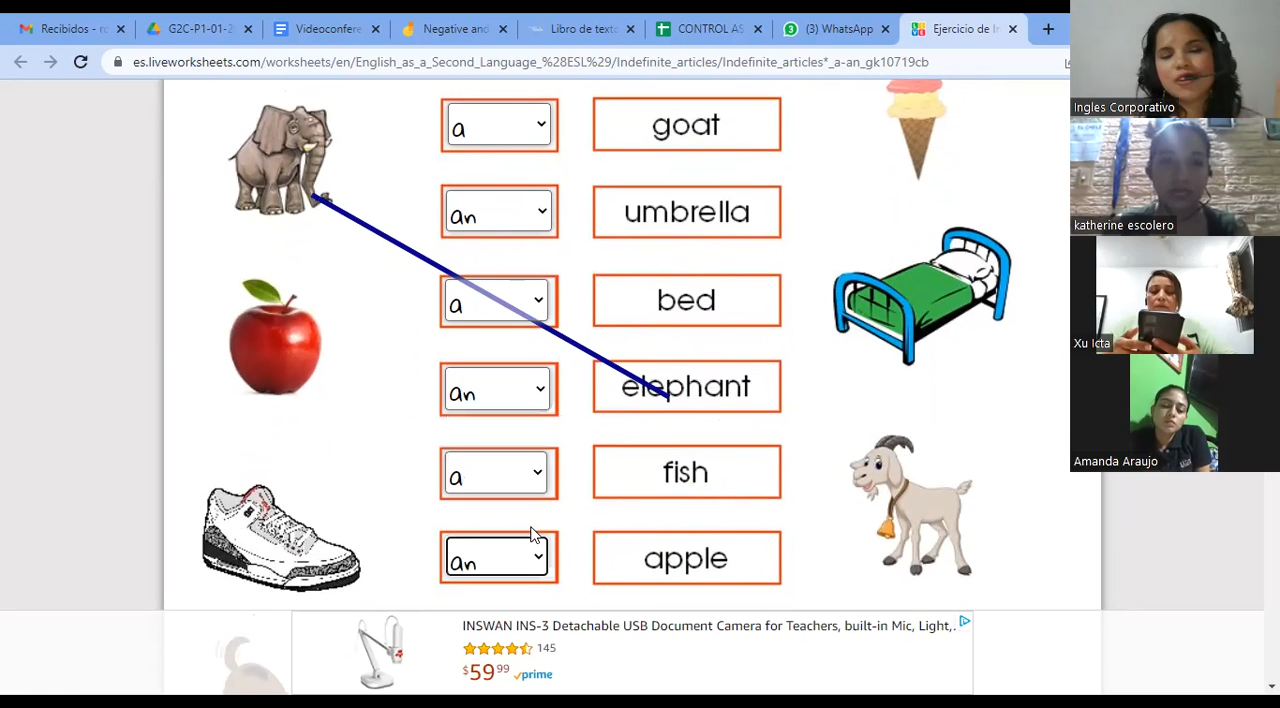 Recibidos - ro
G2C-P1-01-2
Videoconfere
Negative and
Libro de texto
CONTROL AS
(3) WhatsApp
Ejercicio de In
es.liveworksheets.com/worksheets/en/English_as_a_Second_Language_%28ESL%29/Indefinite_articles/Indefinite_articles*_a-an_gk10719cb
Ingles Corporativo
katherine escolero
Xu Icta
Amanda Araujo
a goat
an umbrella
a bed
an elephant
a fish
an apple
INSWAN INS-3 Detachable USB Document Camera for Teachers, built-in Mic, Light,.
145
$59 99 prime